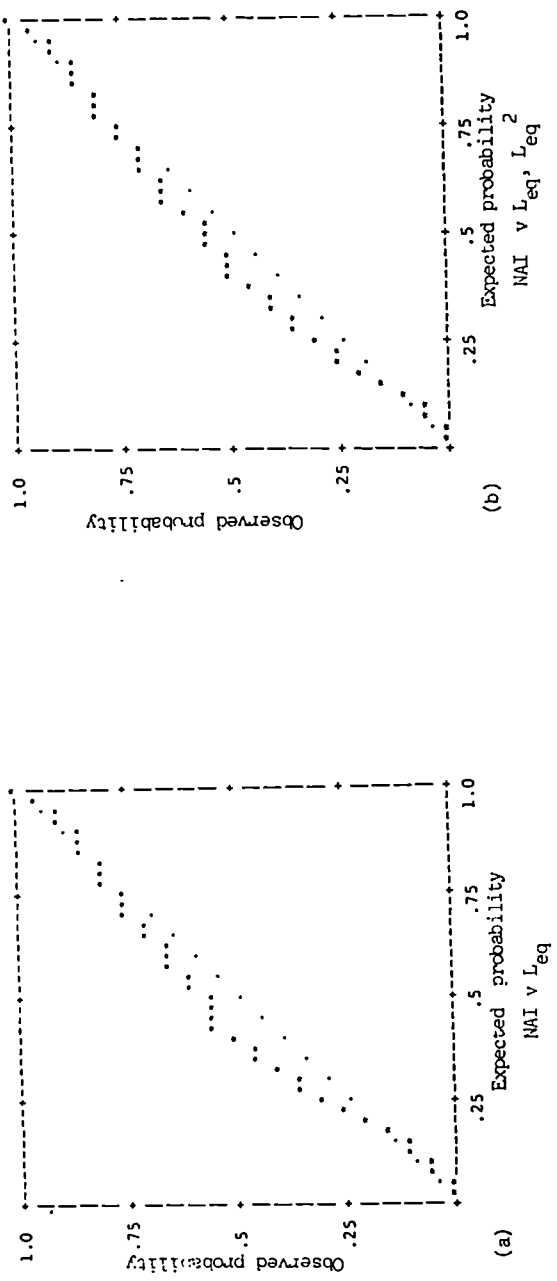 1.0
.75
.5
.25
Observed probability
.25
.5
.75
1.0
Expected probability
NAI v Leq
(a)
1.0
.75
.5
.25
Observed probability
.25
.5
.75
1.0
Expected probability
NAI v Leq, Leq²
(b)